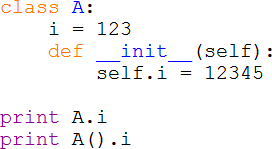 class A:
    i = 123
    def __init__(self):
        self.i = 12345

print A.i
print A().i